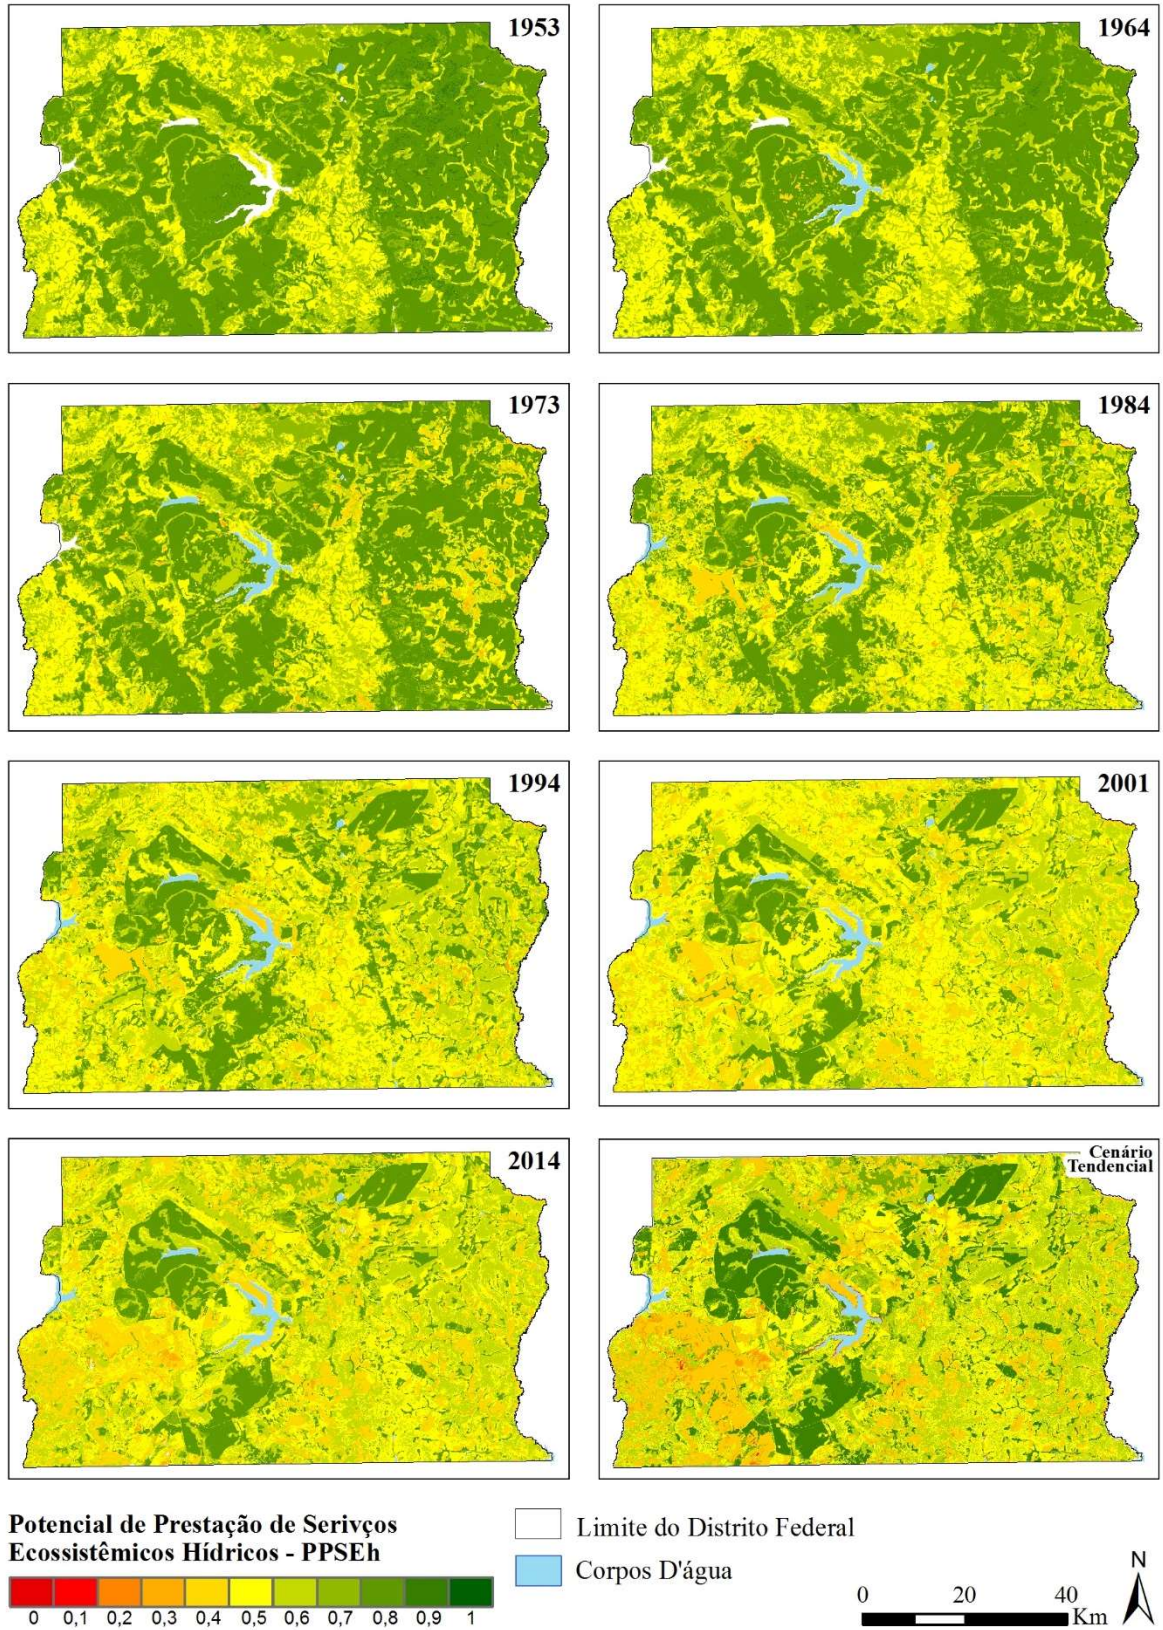 1953
1964
1973
1984
1994
2001
2014
Cenário
Tendencial
Potencial de Prestação de Serivços
Ecossistêmicos Hídricos - PPSEh
0 0,1 0,2 0,3 0,4 0,5 0,6 0,7 0,8 0,9 1
Limite do Distrito Federal
Corpos D'água
0 20 40
Km
N